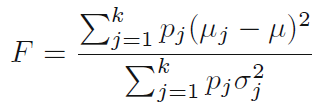 F = \frac{\sum_{j=1}^{k} p_j(\mu_j - \mu)^2}{\sum_{j=1}^{k} p_j\sigma_j^2}